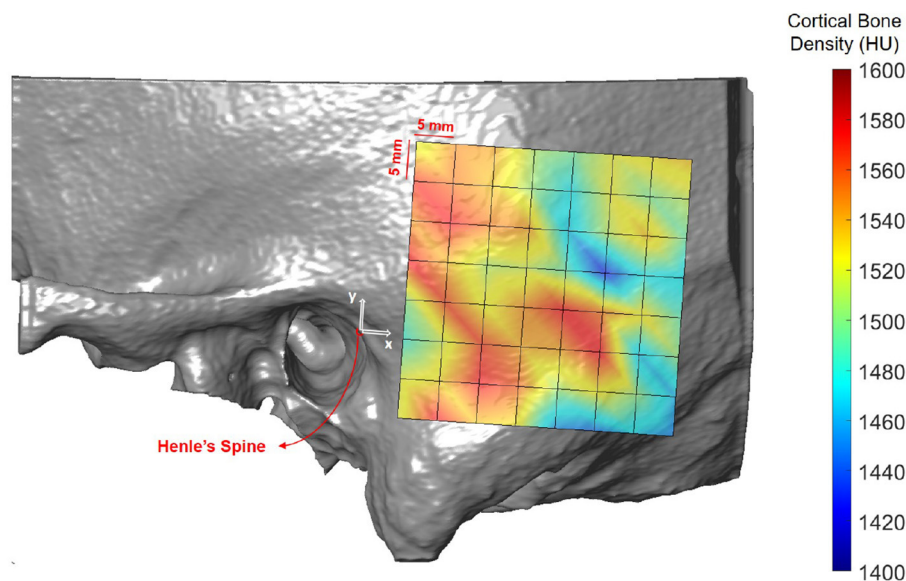 Cortical Bone
Density (HU)
1600
1580
1560
1540
1520
1500
1480
1460
1440
1420
1400
5 mm
5 mm
y
x
Henle's Spine